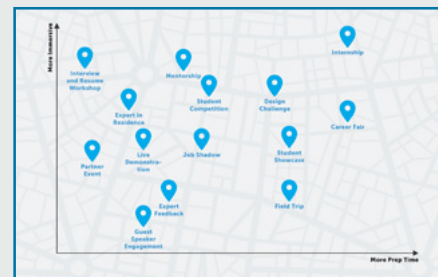 More Immersive
Internship
Interview
and Resume
Workshop
Mentorship
Student
Competition
Design
Challenge
Expert in
Residence
Career Fair
Live
Demonstra-
tion
Job Shadow
Student
Showcase
Partner
Event
Expert
Feedback
Field Trip
Guest
Speaker
Engagement
More Prep Time